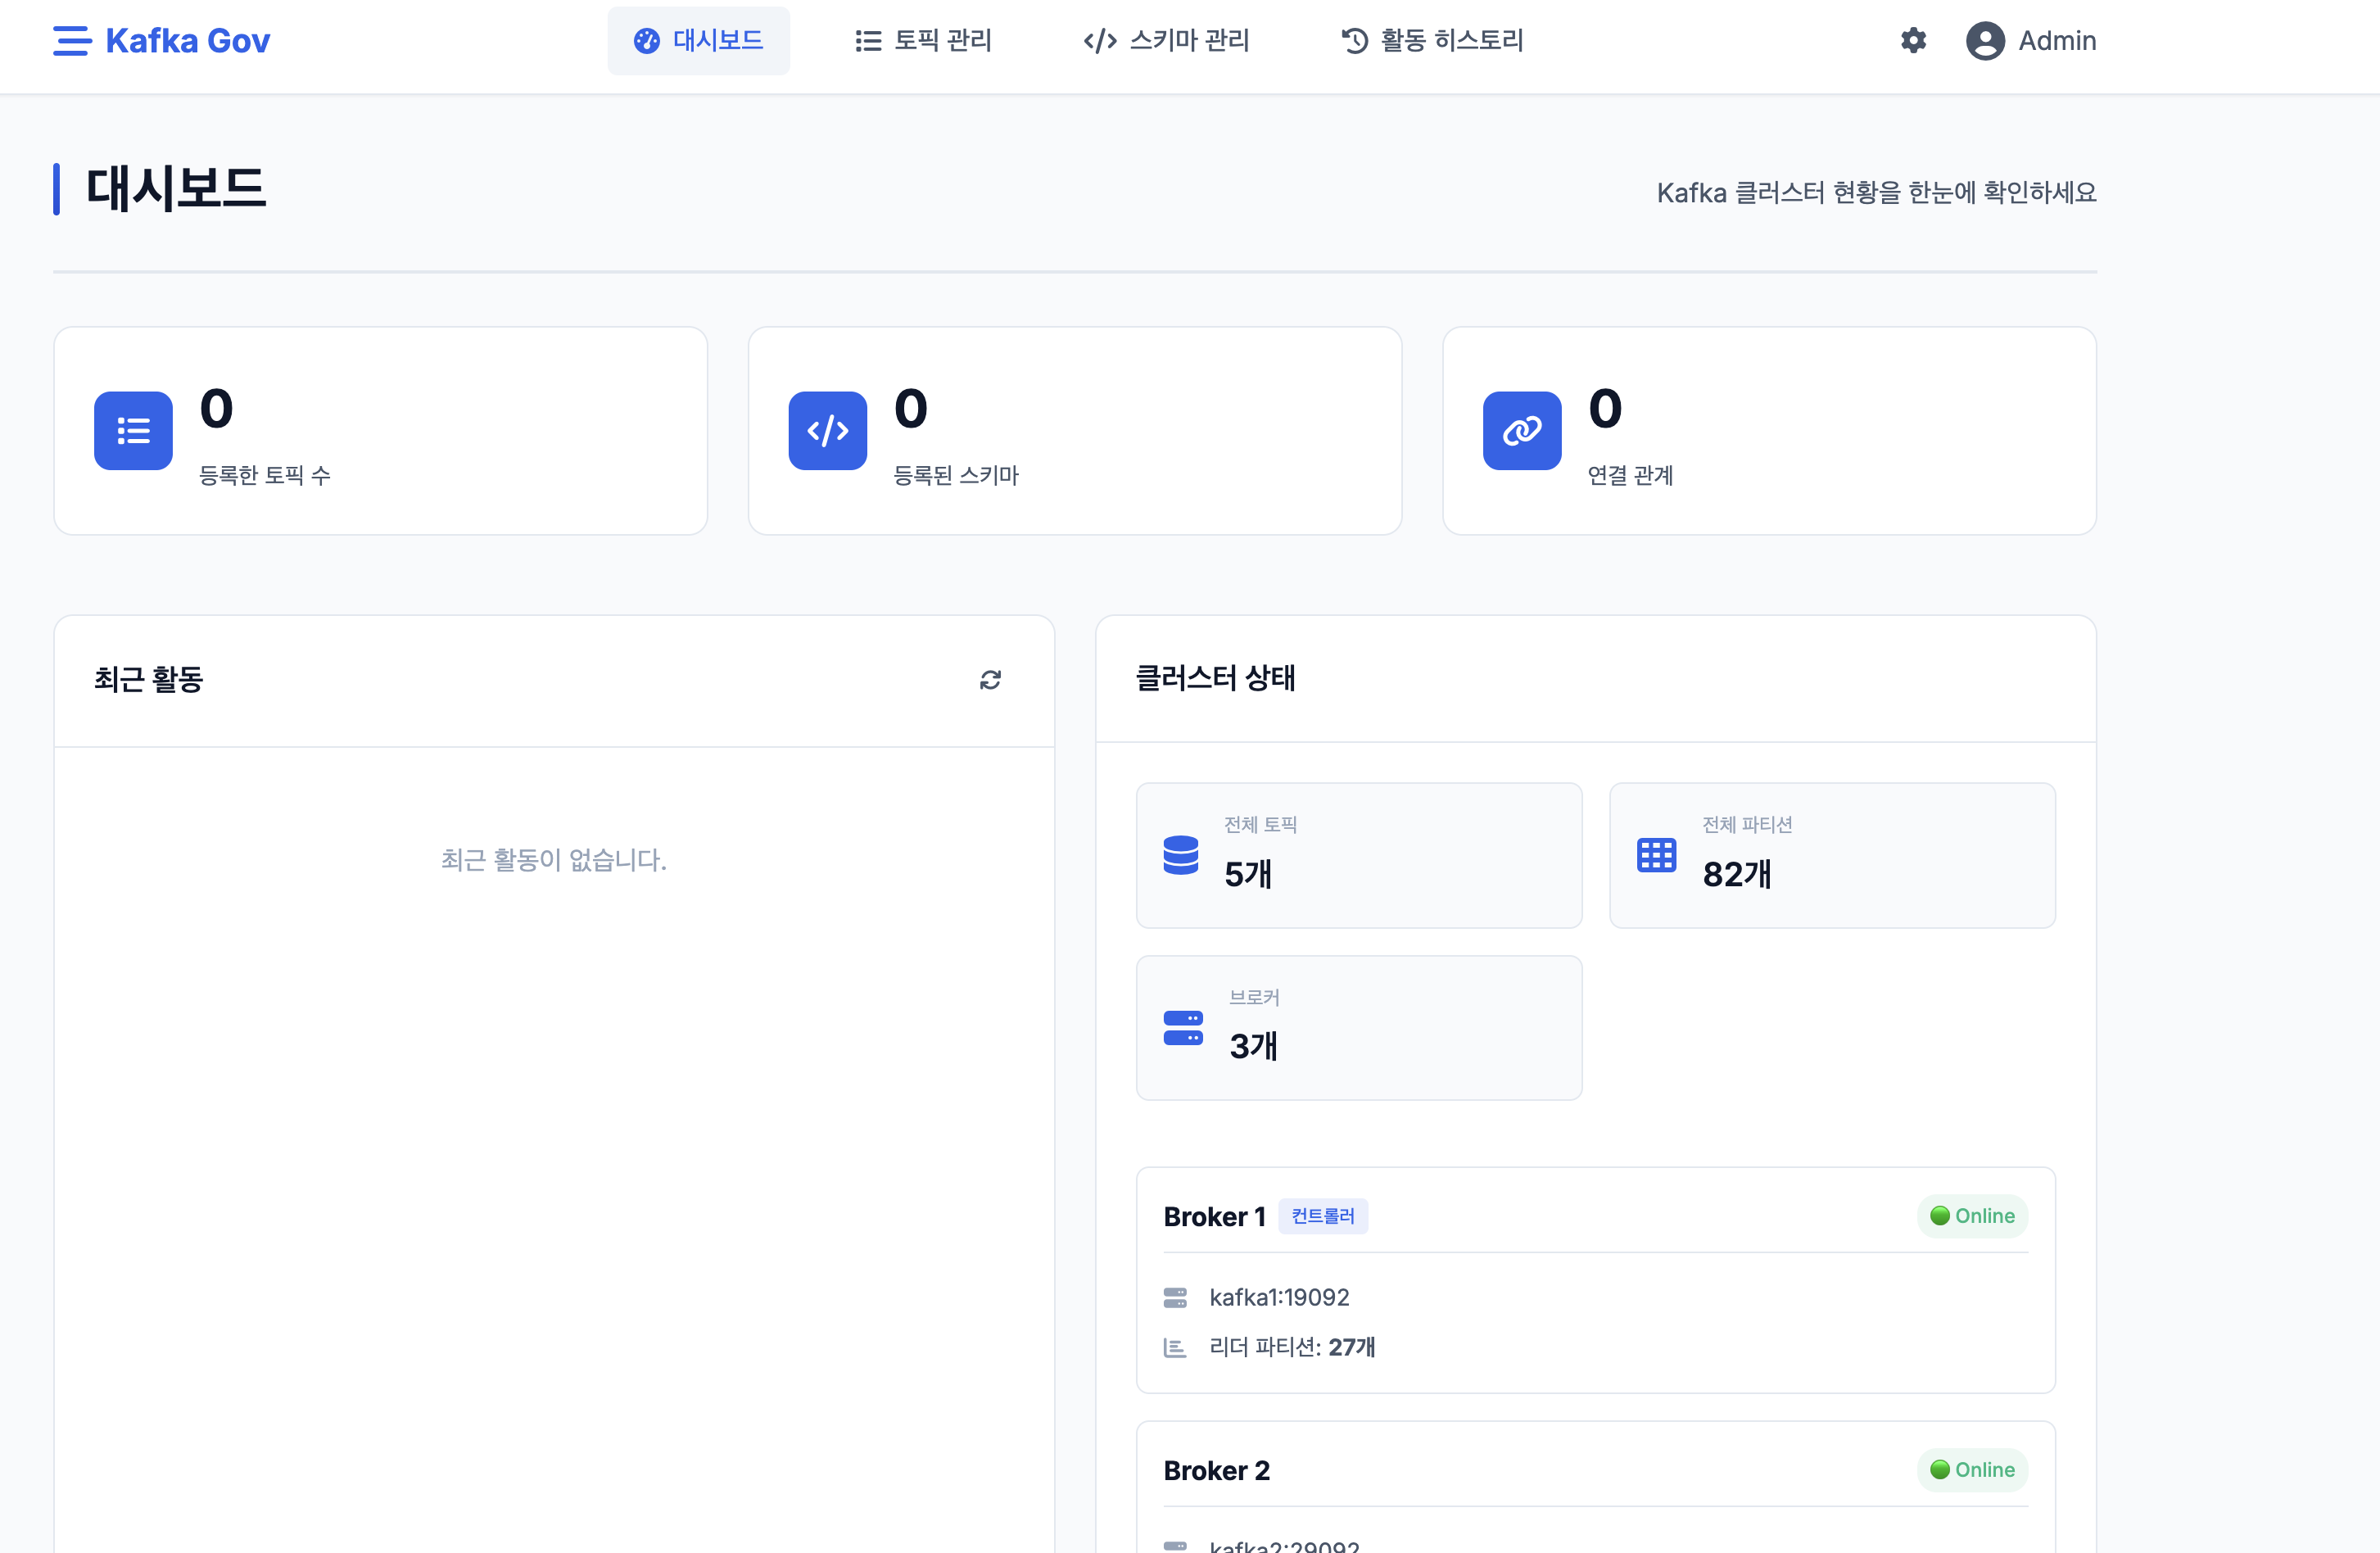 Kafka Gov
대시보드
토픽 관리
스키마 관리
활동 히스토리
Admin
대시보드
Kafka 클러스터 현황을 한눈에 확인하세요
0
등록한 토픽 수
0
등록된 스키마
0
연결 관계
최근 활동
최근 활동이 없습니다.
클러스터 상태
전체 토픽
5개
전체 파티션
82개
브로커
3개
Broker 1
컨트롤러
Online
kafka1:19092
리더 파티션: 27개
Broker 2
Online
kafka2:29092